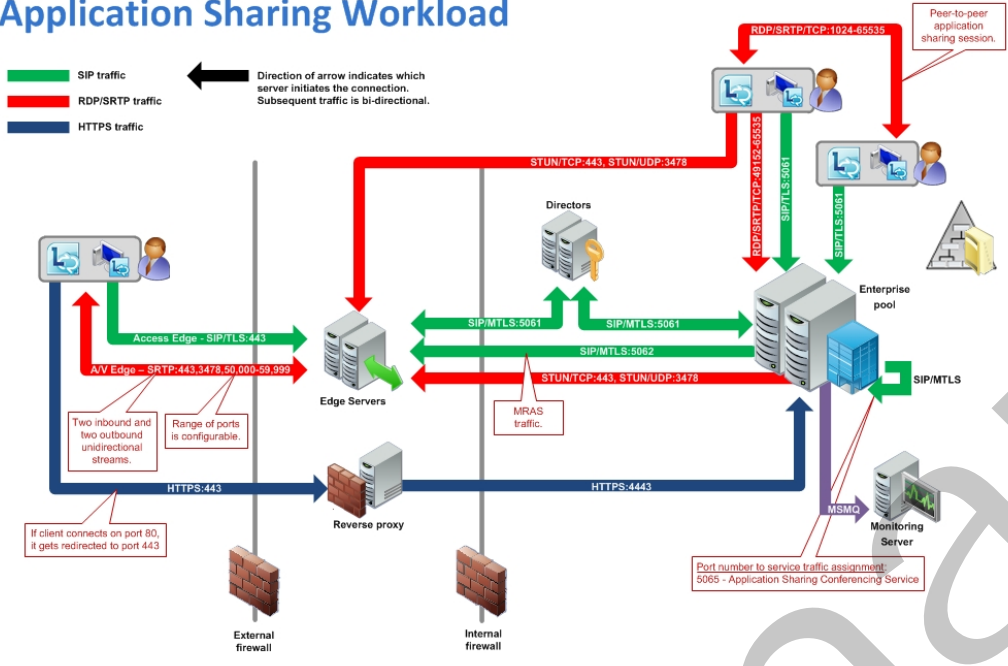 Application Sharing Workload
SIP traffic
RDP/SRTP traffic
HTTPS traffic
Direction of arrow indicates which
server initiates the connection.
Subsequent traffic is bi-directional.
RDP/SRTP/TCP:1024-65535
Peer-to-peer
application
sharing session.
STUN/TCP:443, STUN/UDP:3478
RDP/SRTP/TCP:49152-65535
SIP/TLS:5061
SIP/TLS:5061
Directors
Enterprise
pool
SIP/MTLS:5061
SIP/MTLS:5061
Access Edge - SIP/TLS:443
SIP/MTLS:5062
A/V Edge – SRTP:443,3478,50,000-59,999
STUN/TCP:443, STUN/UDP:3478
SIP/MTLS
Edge Servers
MRAS
traffic.
Two inbound and
two outbound
unidirectional
streams.
Range of ports
is configurable.
HTTPS:443
HTTPS:4443
MSMQ
Reverse proxy
Monitoring
Server
If client connects on port 80,
it gets redirected to port 443
Port number to service traffic assignment:
5065 - Application Sharing Conferencing Service
External
firewall
Internal
firewall